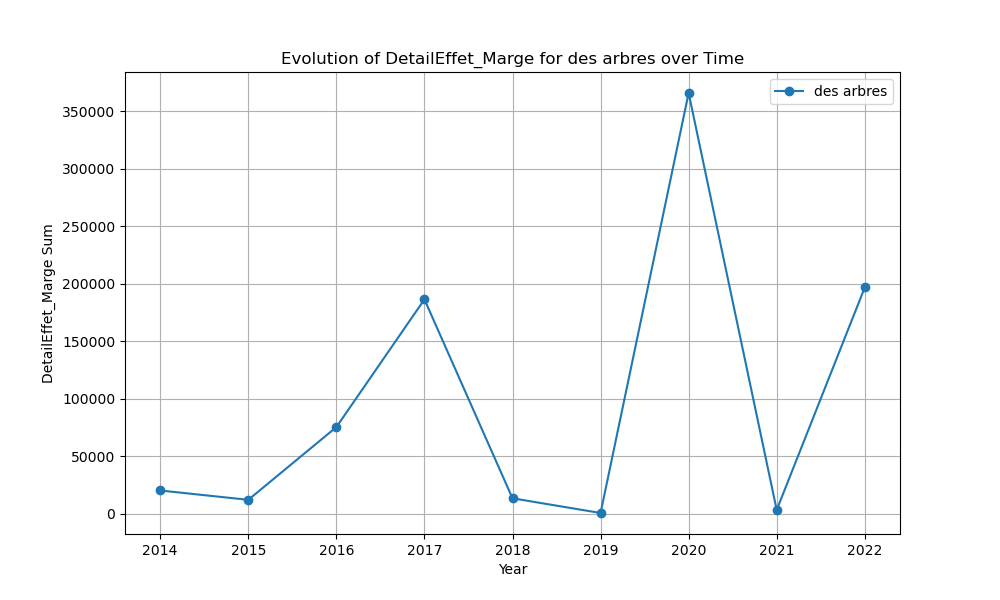 Evolution of DetailEffet_Marge for des arbres over Time
des arbres
DetailEffet_Marge Sum
350000
300000
250000
200000
150000
100000
50000
0
2014 2015 2016 2017 2018 2019 2020 2021 2022
Year